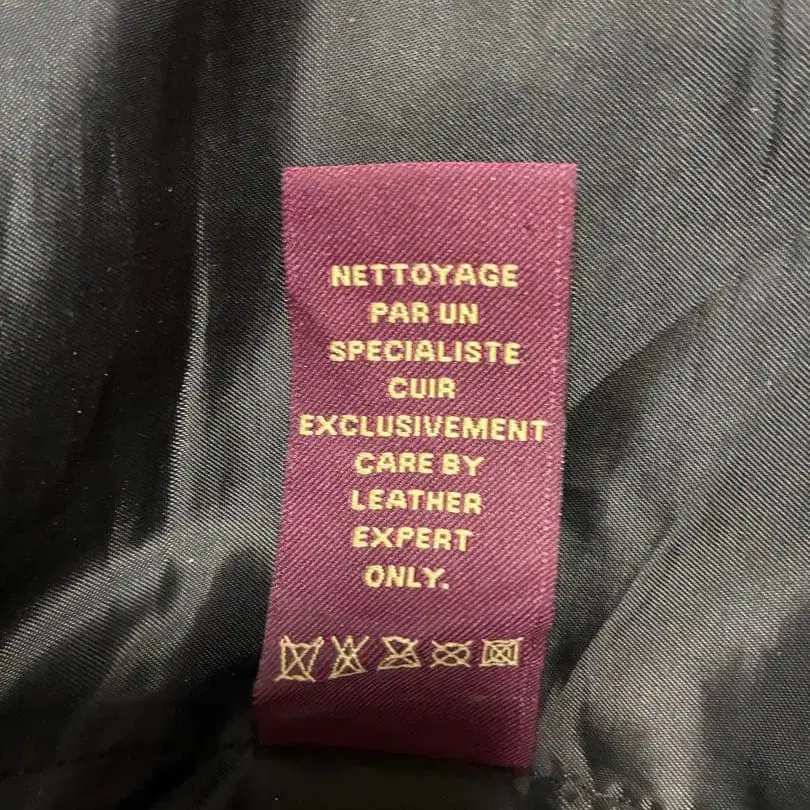 NETTOYAGE
PAR UN
SPECIALISTE
CUIR
EXCLUSIVEMENT
CARE BY
LEATHER
EXPERT
ONLY.